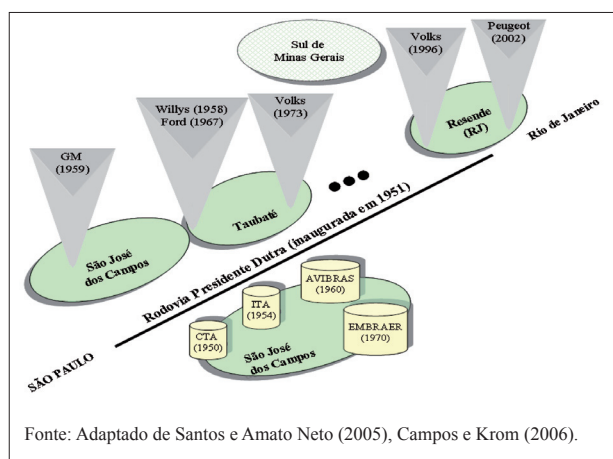 Sul de
Minas Gerais
Volks
(1996)
Peugeot
(2002)
Willys (1958)
Ford (1967)
Volks
(1973)
GM
(1959)
Resende
(RJ)
Rio de Janeiro
Taubaté
São José
dos Campos
Rodovia Presidente Dutra (inaugurada em 1951)
SÃO PAULO
CTA
(1950)
ITA
(1954)
AVIBRAS
(1960)
EMBRAER
(1970)
São José
dos Campos
Fonte: Adaptado de Santos e Amato Neto (2005), Campos e Krom (2006).